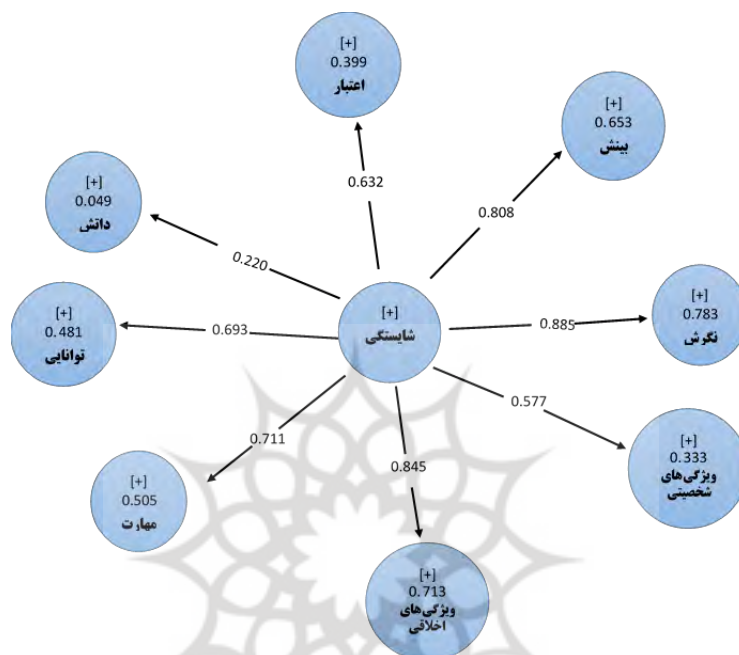 [+]
0.399
اعتبار
[+]
0.653
بینش
[+]
0.049
داتش
[+]
0.481
توانایی
[+]
شایستگی
[+]
0.783
نگرش
[+]
0.333
ویژگی‌های
شخصیتی
[+]
0.505
مهارت
[+]
0.713
ویژگی‌های
اخلاقی
0.632
0.808
0.220
0.693
0.885
0.577
0.711
0.845